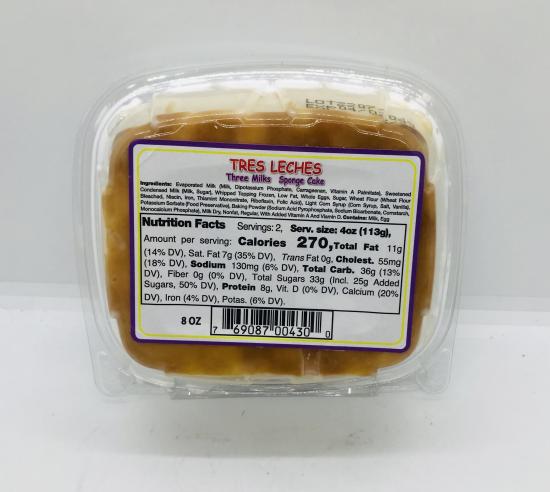 TRES LECHES
Three Milks Sponge Cake
Ingredients: Evaporated Milk (Milk, Dipotassium Phosphate, Carrageenan, Vitamin A Palmitate), Sweetened
Condensed Milk (Milk, Sugar), Whipped Topping Frozen, Low Fat, Whole Eggs, Sugar, Wheat Flour (Wheat Flour
Bleached, Niacin, Iron, Thiamint Mononitrate, Riboflavin, Folic Acid), Light Corn Syrup (Corn Syrup, Salt, Vanilla),
Potassium Sorbate (Food Preservative), Baking Powder (Sodium Acid Pyrophosphate, Sodium Bicarbonate, Cornstarch,
Monocalcium Phosphate), Milk Dry, Nonfat, Regular, With Added Vitamin A And Vitamin D. Contains: Milk, Egg
Nutrition Facts Servings: 2, Serv. size: 4oz (113g),
Amount per serving: Calories 270, Total Fat 11g
(14% DV), Sat. Fat 7g (35% DV), Trans Fat 0g, Cholest. 55mg
(18% DV), Sodium 130mg (6% DV), Total Carb. 36g (13%
DV), Fiber 0g (0% DV), Total Sugars 33g (Incl. 25g Added
Sugars, 50% DV), Protein 8g, Vit. D (0% DV), Calcium (20%
DV), Iron (4% DV), Potas. (6% DV).
8 OZ
7 69087 00430 0